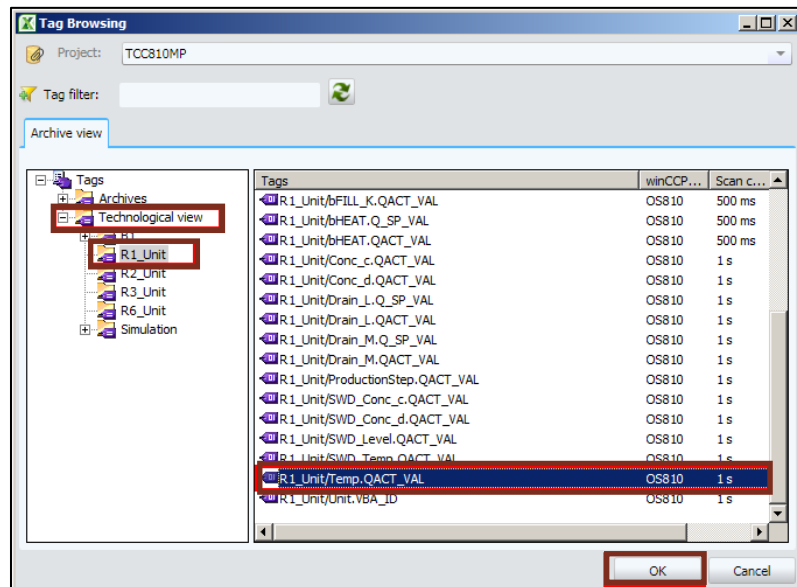 Tag Browsing
Project: TCC810MP
Tag filter:
Archive view
Tags
Archives
Technological view
R1
R1_Unit
R2_Unit
R3_Unit
R6_Unit
Simulation
Tags winCCP... Scan c...
R1_Unit/bFILL_K.QACT_VAL OS810 500 ms
R1_Unit/bHEAT.Q_SP_VAL OS810 500 ms
R1_Unit/bHEAT.QACT_VAL OS810 500 ms
R1_Unit/Conc_c.QACT_VAL OS810 1 s
R1_Unit/Conc_d.QACT_VAL OS810 1 s
R1_Unit/Drain_L.Q_SP_VAL OS810 1 s
R1_Unit/Drain_L.QACT_VAL OS810 1 s
R1_Unit/Drain_M.Q_SP_VAL OS810 1 s
R1_Unit/Drain_M.QACT_VAL OS810 1 s
R1_Unit/ProductionStep.QACT_VAL OS810 1 s
R1_Unit/SWD_Conc_c.QACT_VAL OS810 1 s
R1_Unit/SWD_Conc_d.QACT_VAL OS810 1 s
R1_Unit/SWD_Level.QACT_VAL OS810 1 s
R1_Unit/SWD_Temp.QACT_VAL OS810 1 s
R1_Unit/Temp.QACT_VAL OS810 1 s
R1_Unit/Unit.VBA_ID OS810 1 s
OK Cancel